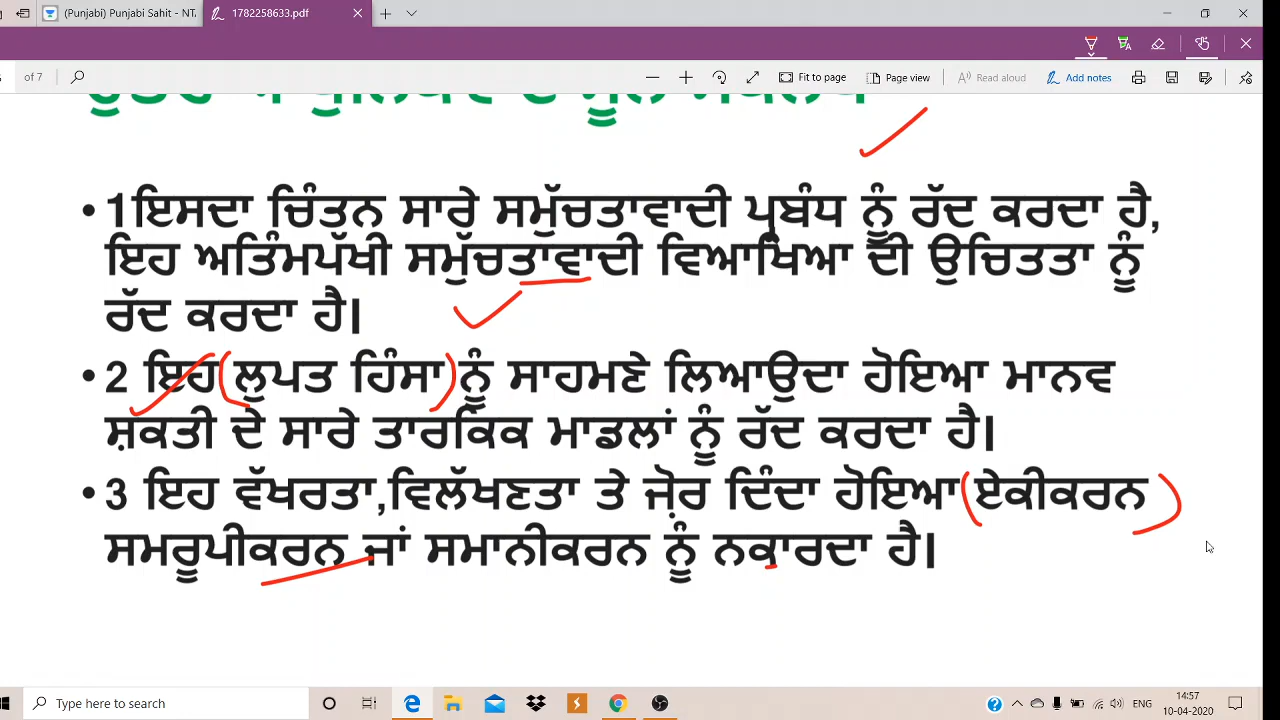 (Punjabi) Punjabi Sahit - NT
1782258633.pdf
of 7
Fit to page
Page view
Read aloud
Add notes
1ਇਸਦਾ ਚਿੰਤਨ ਸਾਰੇ ਸਮੁੱਚਤਾਵਾਦੀ ਪ੍ਰਬੰਧ ਨੂੰ ਰੱਦ ਕਰਦਾ ਹੈ,
ਇਹ ਅਤਿੰਮਪੱਖੀ ਸਮੁੱਚਤਾਵਾਦੀ ਵਿਆਖਿਆ ਦੀ ਉਚਿਤਤਾ ਨੂੰ
ਰੱਦ ਕਰਦਾ ਹੈ।
2 ਇਹ ਲੁਪਤ ਹਿੰਸਾ ਨੂੰ ਸਾਹਮਣੇ ਲਿਆਉਦਾ ਹੋਇਆ ਮਾਨਵ
ਸ਼ਕਤੀ ਦੇ ਸਾਰੇ ਤਾਰਕਿਕ ਮਾਡਲਾਂ ਨੂੰ ਰੱਦ ਕਰਦਾ ਹੈ।
3 ਇਹ ਵੱਖਰਤਾ,ਵਿਲੱਖਣਤਾ ਤੇ ਜ਼ੋਰ ਦਿੰਦਾ ਹੋਇਆ ਏਕੀਕਰਨ
ਸਮਰੂਪੀਕਰਨ ਜਾਂ ਸਮਾਨੀਕਰਨ ਨੂੰ ਨਕਾਰਦਾ ਹੈ।
Type here to search
ENG
14:57
10-04-2020